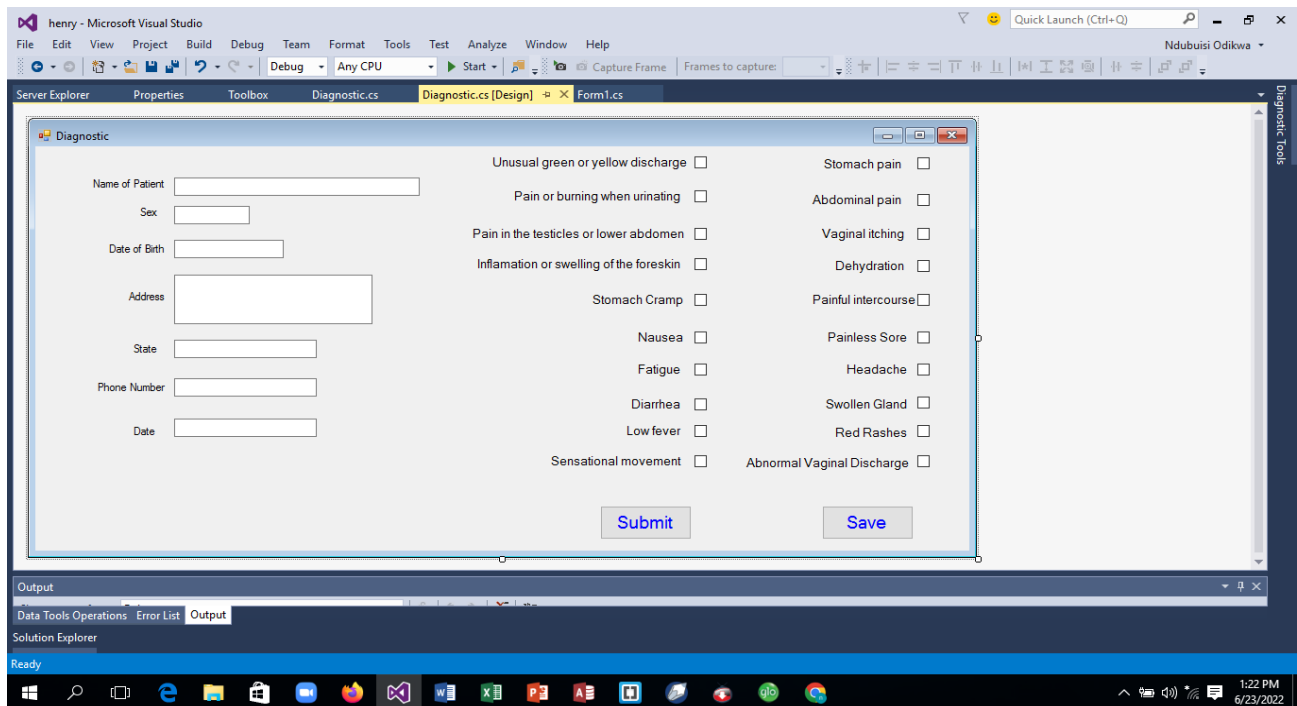 henry - Microsoft Visual Studio
Quick Launch (Ctrl+Q)
File Edit View Project Build Debug Team Format Tools Test Analyze Window Help
Ndubuisi Odikwa
Debug Any CPU Start Capture Frame Frames to capture:
Server Explorer Properties Toolbox Diagnostic.cs Diagnostic.cs [Design] Form1.cs
Diagnostic Tools
Diagnostic
Name of Patient
Sex
Date of Birth
Address
State
Phone Number
Date
Unusual green or yellow discharge
Pain or burning when urinating
Pain in the testicles or lower abdomen
Inflamation or swelling of the foreskin
Stomach Cramp
Nausea
Fatigue
Diarrhea
Low fever
Sensational movement
Stomach pain
Abdominal pain
Vaginal itching
Dehydration
Painful intercourse
Painless Sore
Headache
Swollen Gland
Red Rashes
Abnormal Vaginal Discharge
Submit
Save
Output
Data Tools Operations Error List Output
Solution Explorer
Ready
glo
1:22 PM
6/23/2022